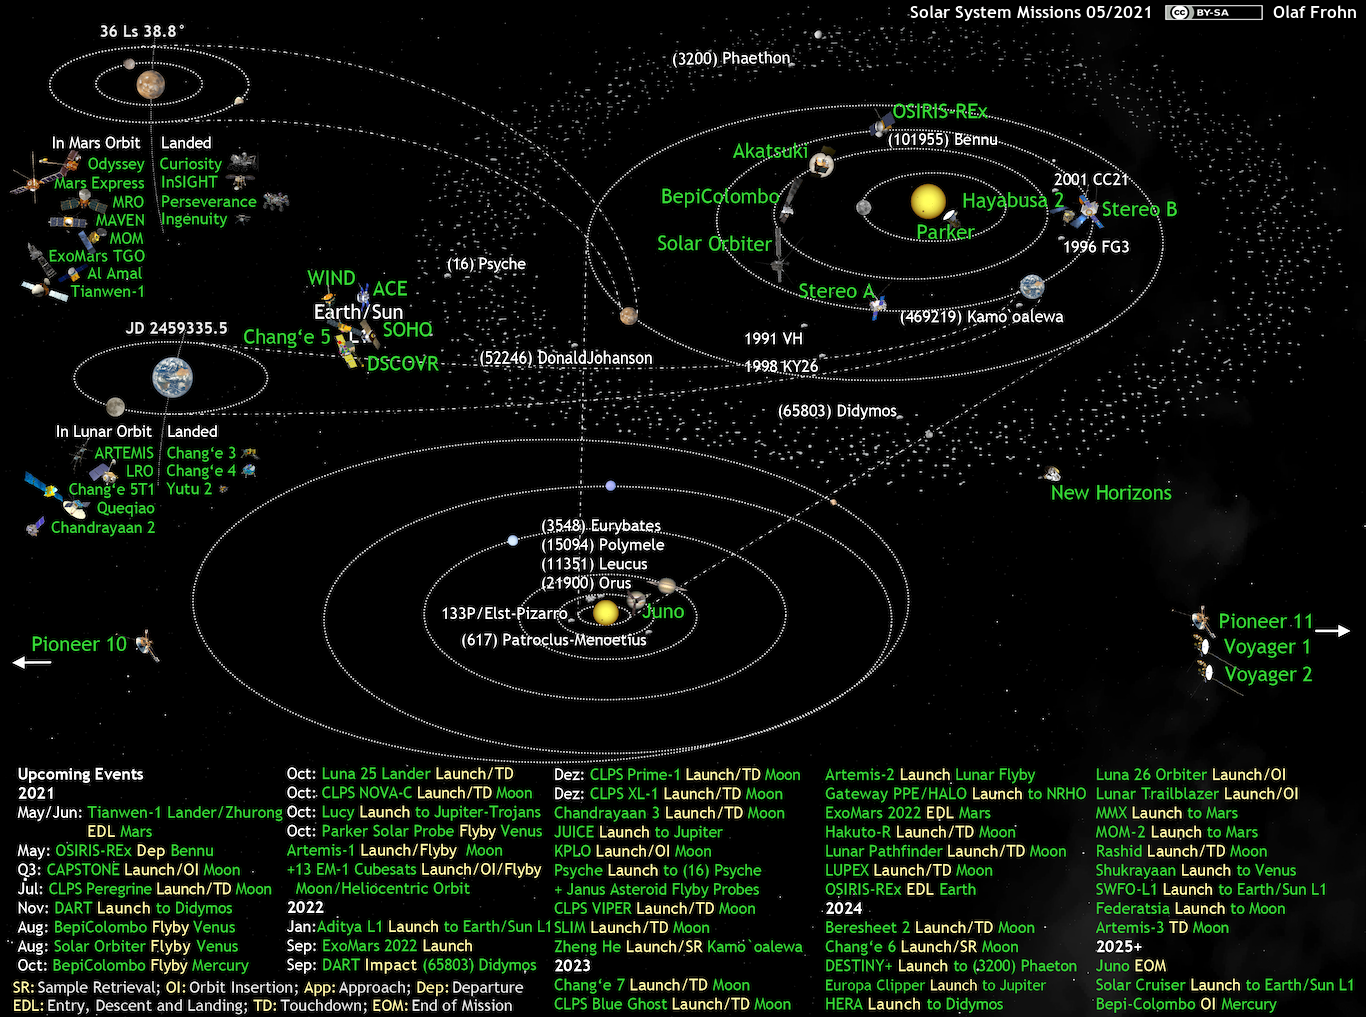 Solar System Missions 05/2021 cc BY-SA Olaf Frohn
36 Ls 38.8°
(3200) Phaethon
In Mars Orbit
Odyssey
Mars Express
MRO
MAVEN
MOM
ExoMars TGO
Al Amal
Tianwen-1
Landed
Curiosity
InSIGHT
Perseverance
Ingenuity
OSIRIS-REx
(101955) Bennu
Akatsuki
2001 CC21
BepiColombo
Hayabusa 2
Stereo B
Parker
Solar Orbiter
1996 FG3
Stereo A
(469219) Kamo`oalewa
(16) Psyche
WIND
ACE
Earth/Sun
L1
SOHO
Chang‘e 5
DSCOVR
1991 VH
(52246) DonaldJohanson
1998 KY26
(65803) Didymos
JD 2459335.5
In Lunar Orbit
ARTEMIS
LRO
Chang‘e 5T1
Queqiao
Chandrayaan 2
Landed
Chang‘e 3
Chang‘e 4
Yutu 2
New Horizons
(3548) Eurybates
(15094) Polymele
(11351) Leucus
(21900) Orus
133P/Elst-Pizarro
Juno
(617) Patroclus-Menoetius
Pioneer 10
Pioneer 11
Voyager 1
Voyager 2
Upcoming Events
2021
May/Jun: Tianwen-1 Lander/Zhurong
EDL Mars
May: OSIRIS-REx Dep Bennu
Q3: CAPSTONE Launch/OI Moon
Jul: CLPS Peregrine Launch/TD Moon
Nov: DART Launch to Didymos
Aug: BepiColombo Flyby Venus
Aug: Solar Orbiter Flyby Venus
Oct: BepiColombo Flyby Mercury
Oct: Luna 25 Lander Launch/TD
Oct: CLPS NOVA-C Launch/TD Moon
Oct: Lucy Launch to Jupiter-Trojans
Oct: Parker Solar Probe Flyby Venus
Artemis-1 Launch/Flyby Moon
+13 EM-1 Cubesats Launch/OI/Flyby
Moon/Heliocentric Orbit
2022
Jan:Aditya L1 Launch to Earth/Sun L1
Sep: ExoMars 2022 Launch
Sep: DART Impact (65803) Didymos
SR: Sample Retrieval; OI: Orbit Insertion; App: Approach; Dep: Departure
EDL: Entry, Descent and Landing; TD: Touchdown; EOM: End of Mission
Dez: CLPS Prime-1 Launch/TD Moon
Dez: CLPS XL-1 Launch/TD Moon
Chandrayaan 3 Launch/TD Moon
JUICE Launch to Jupiter
KPLO Launch/OI Moon
Psyche Launch to (16) Psyche
+ Janus Asteroid Flyby Probes
CLPS VIPER Launch/TD Moon
SLIM Launch/TD Moon
Zheng He Launch/SR Kamo`oalewa
2023
Chang‘e 7 Launch/TD Moon
CLPS Blue Ghost Launch/TD Moon
Artemis-2 Launch Lunar Flyby
Gateway PPE/HALO Launch to NRHO
ExoMars 2022 EDL Mars
Hakuto-R Launch/TD Moon
Lunar Pathfinder Launch/TD Moon
LUPEX Launch/TD Moon
OSIRIS-REx EDL Earth
2024
Beresheet 2 Launch/TD Moon
Chang‘e 6 Launch/SR Moon
DESTINY+ Launch to (3200) Phaeton
Europa Clipper Launch to Jupiter
HERA Launch to Didymos
Luna 26 Orbiter Launch/OI
Lunar Trailblazer Launch/OI
MMX Launch to Mars
MOM-2 Launch to Mars
Rashid Launch/TD Moon
Shukrayaan Launch to Venus
SWFO-L1 Launch to Earth/Sun L1
Federatsia Launch to Moon
Artemis-3 TD Moon
2025+
Juno EOM
Solar Cruiser Launch to Earth/Sun L1
Bepi-Colombo OI Mercury